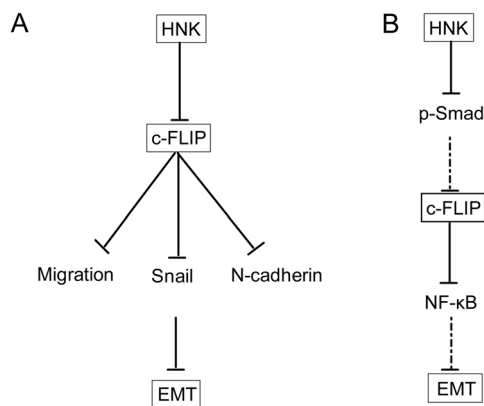 A
HNK
c-FLIP
Migration
Snail
N-cadherin
EMT
B
HNK
p-Smad
c-FLIP
NF-κB
EMT